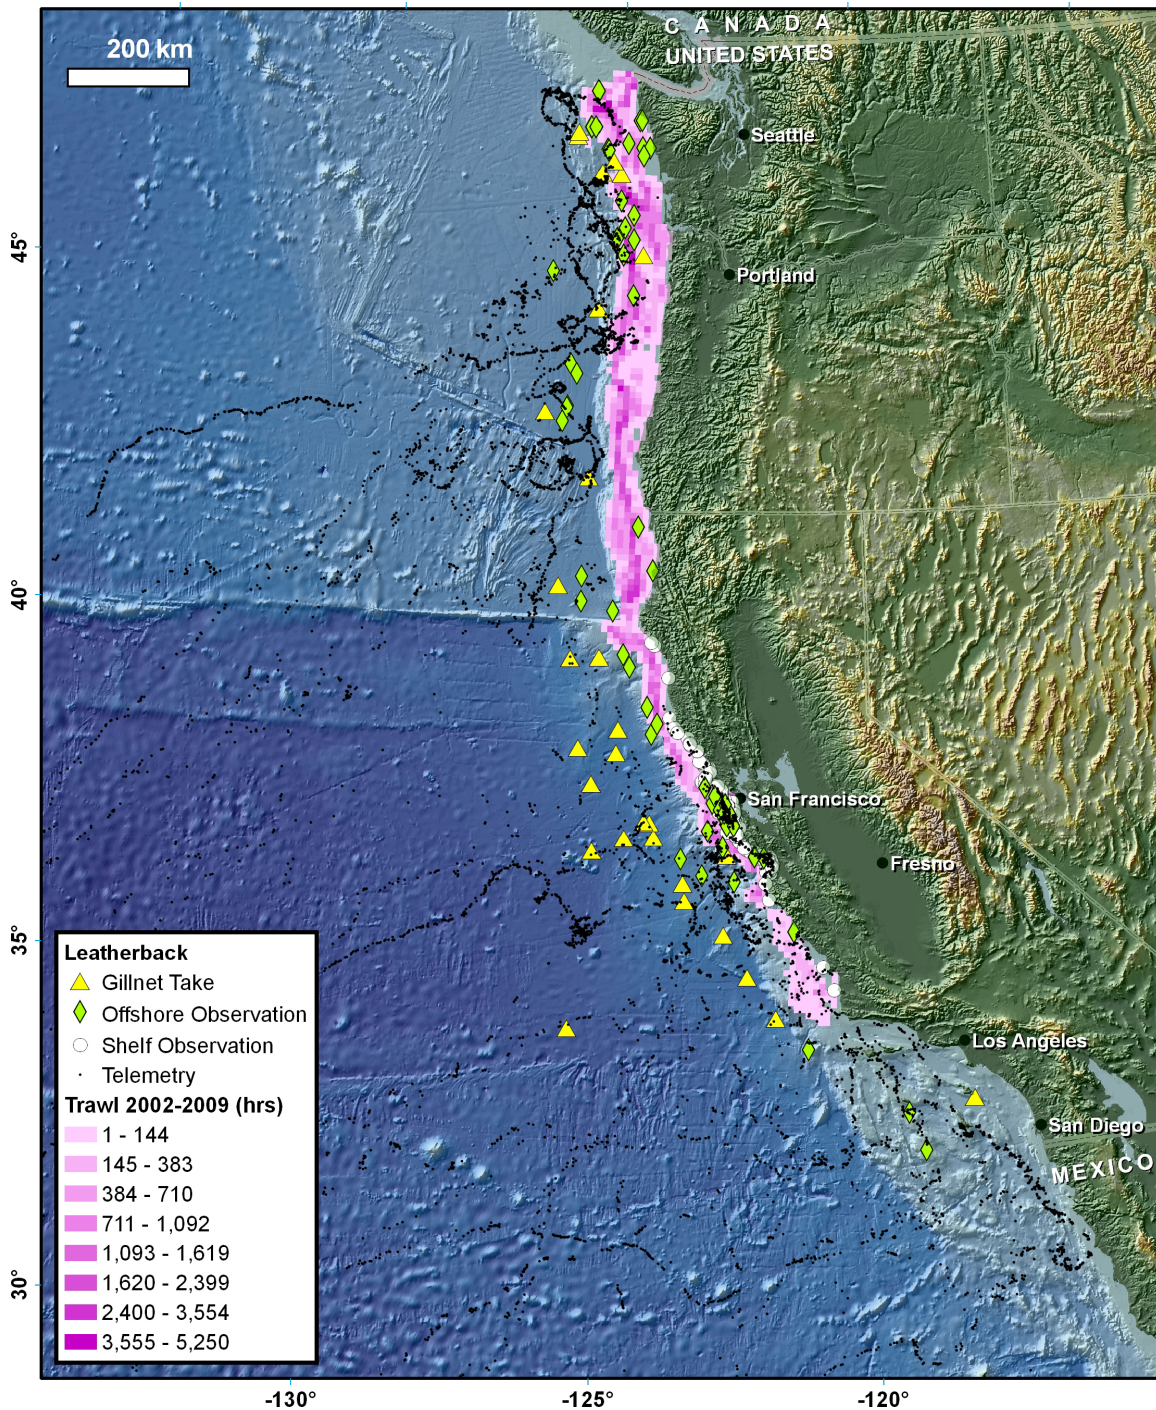 CANADA
UNITED STATES
200 km
Seattle
45°
Portland
40°
San Francisco
Fresno
35°
Los Angeles
San Diego
MEXICO
30°
Leatherback
Gillnet Take
Offshore Observation
Shelf Observation
Telemetry
Trawl 2002-2009 (hrs)
1 - 144
145 - 383
384 - 710
711 - 1,092
1,093 - 1,619
1,620 - 2,399
2,400 - 3,554
3,555 - 5,250
-130°
-125°
-120°